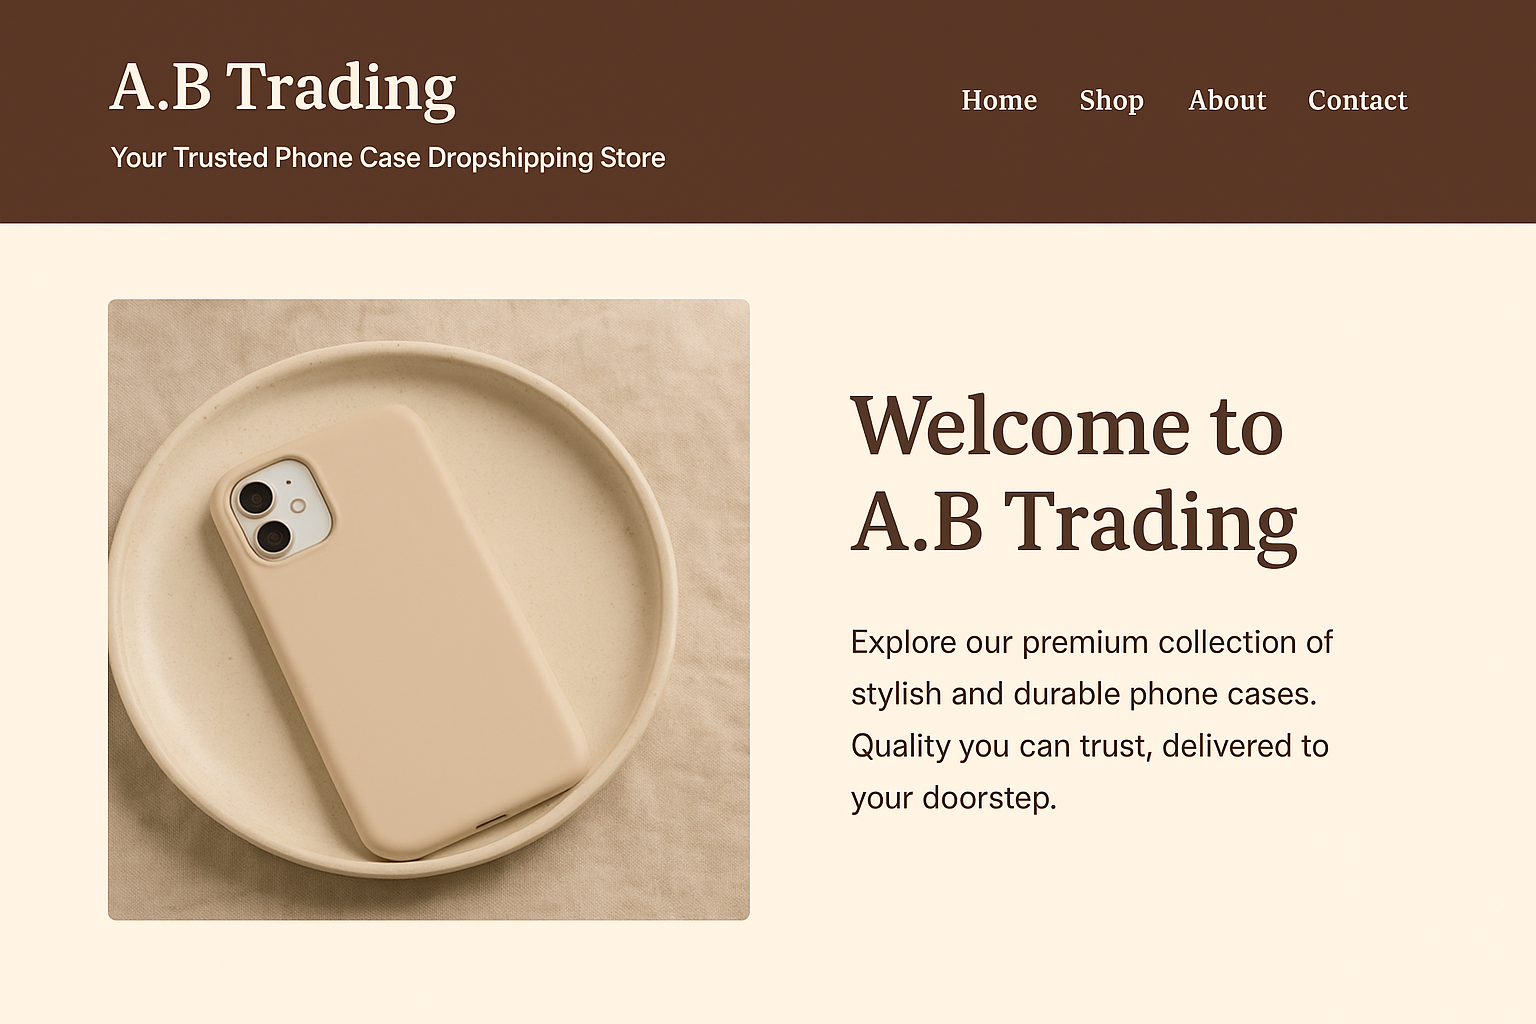 A.B Trading
Your Trusted Phone Case Dropshipping Store
Home Shop About Contact
Welcome to
A.B Trading
Explore our premium collection of
stylish and durable phone cases.
Quality you can trust, delivered to
your doorstep.